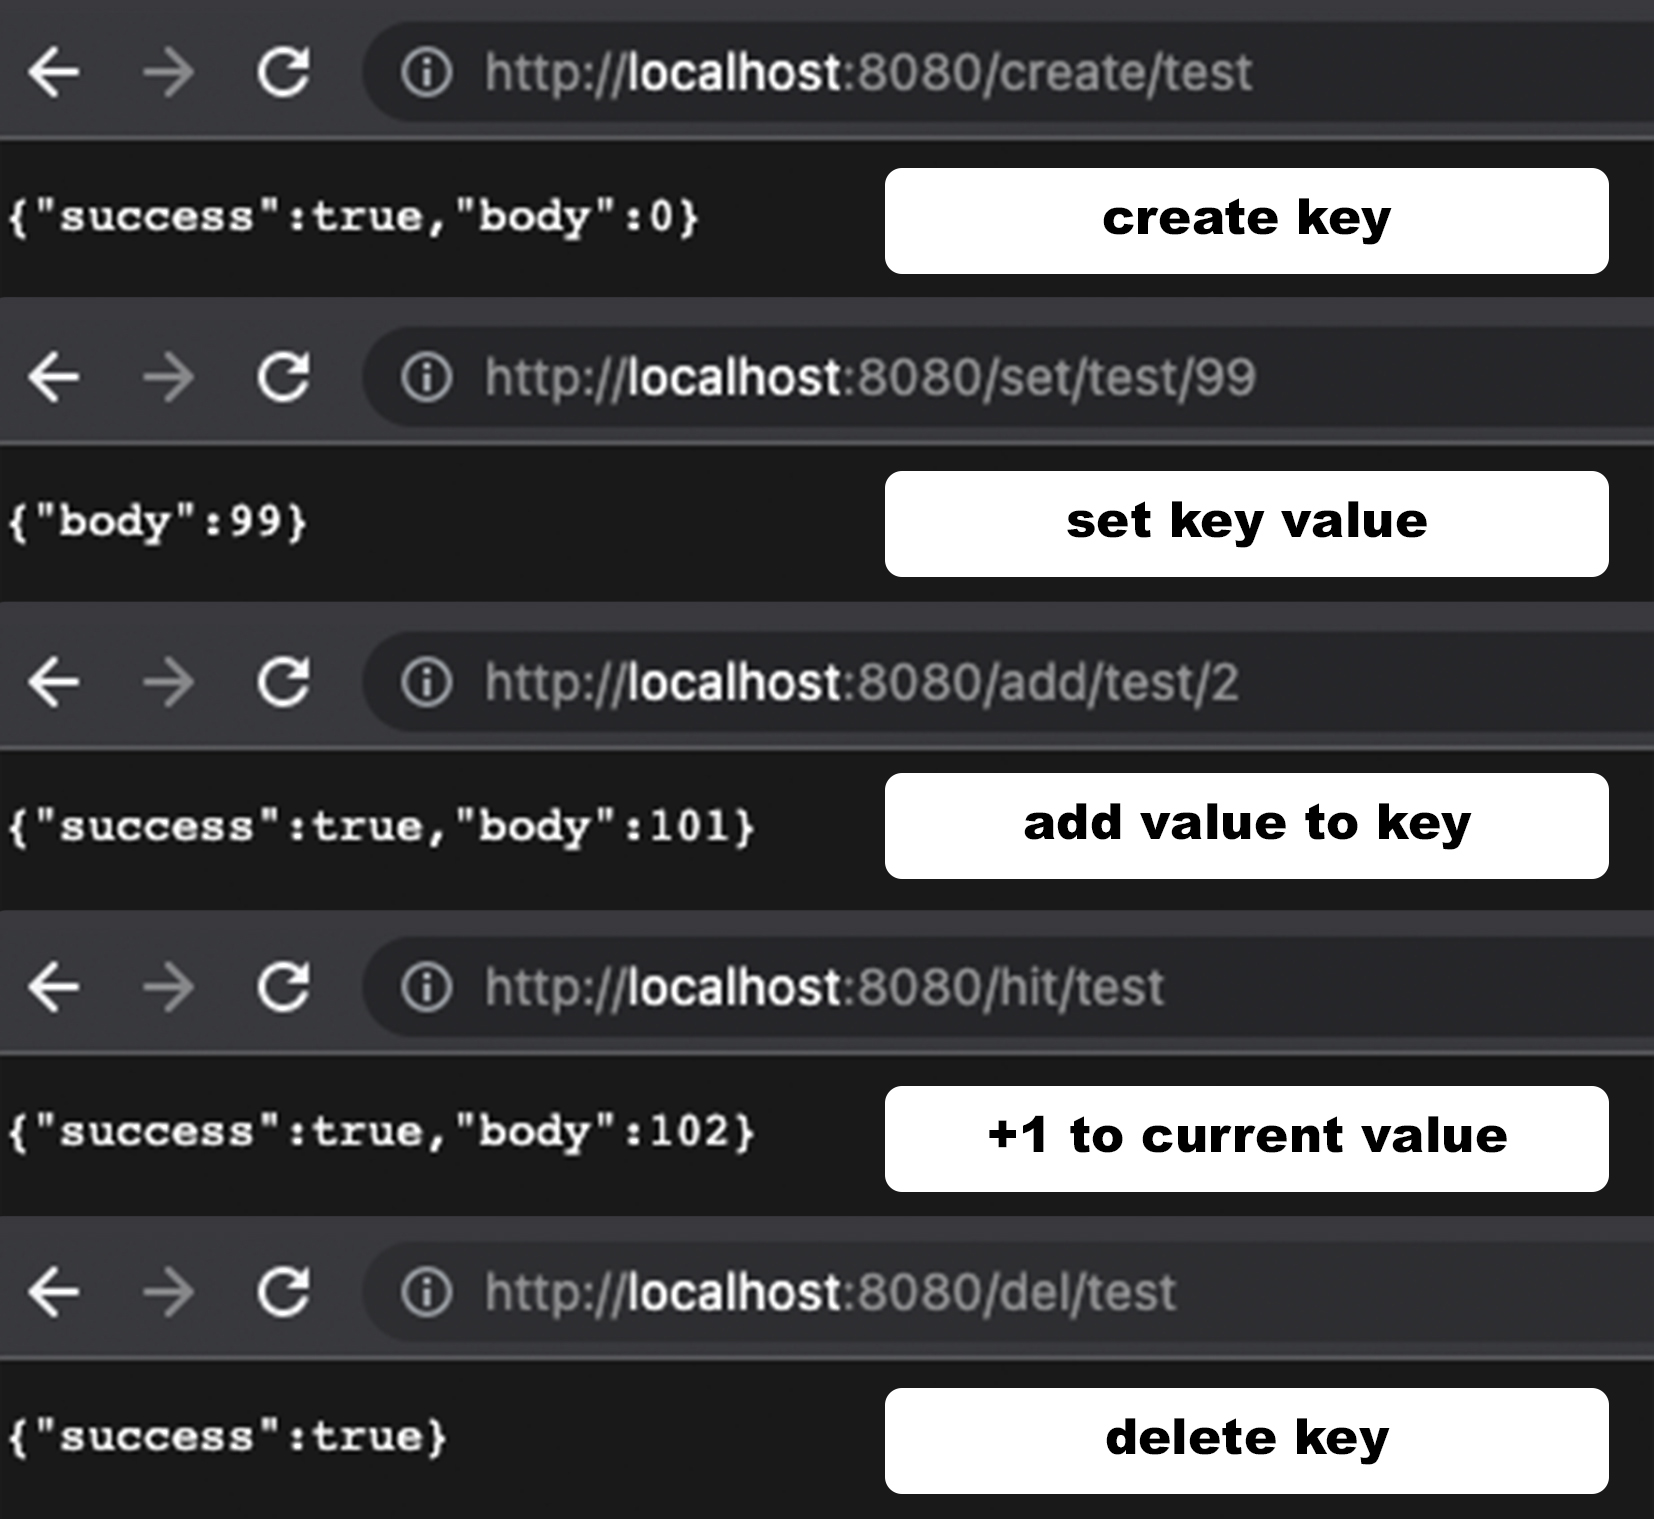 http://localhost:8080/create/test
{"success":true,"body":0}
create key
http://localhost:8080/set/test/99
{"body":99}
set key value
http://localhost:8080/add/test/2
{"success":true,"body":101}
add value to key
http://localhost:8080/hit/test
{"success":true,"body":102}
+1 to current value
http://localhost:8080/del/test
{"success":true}
delete key